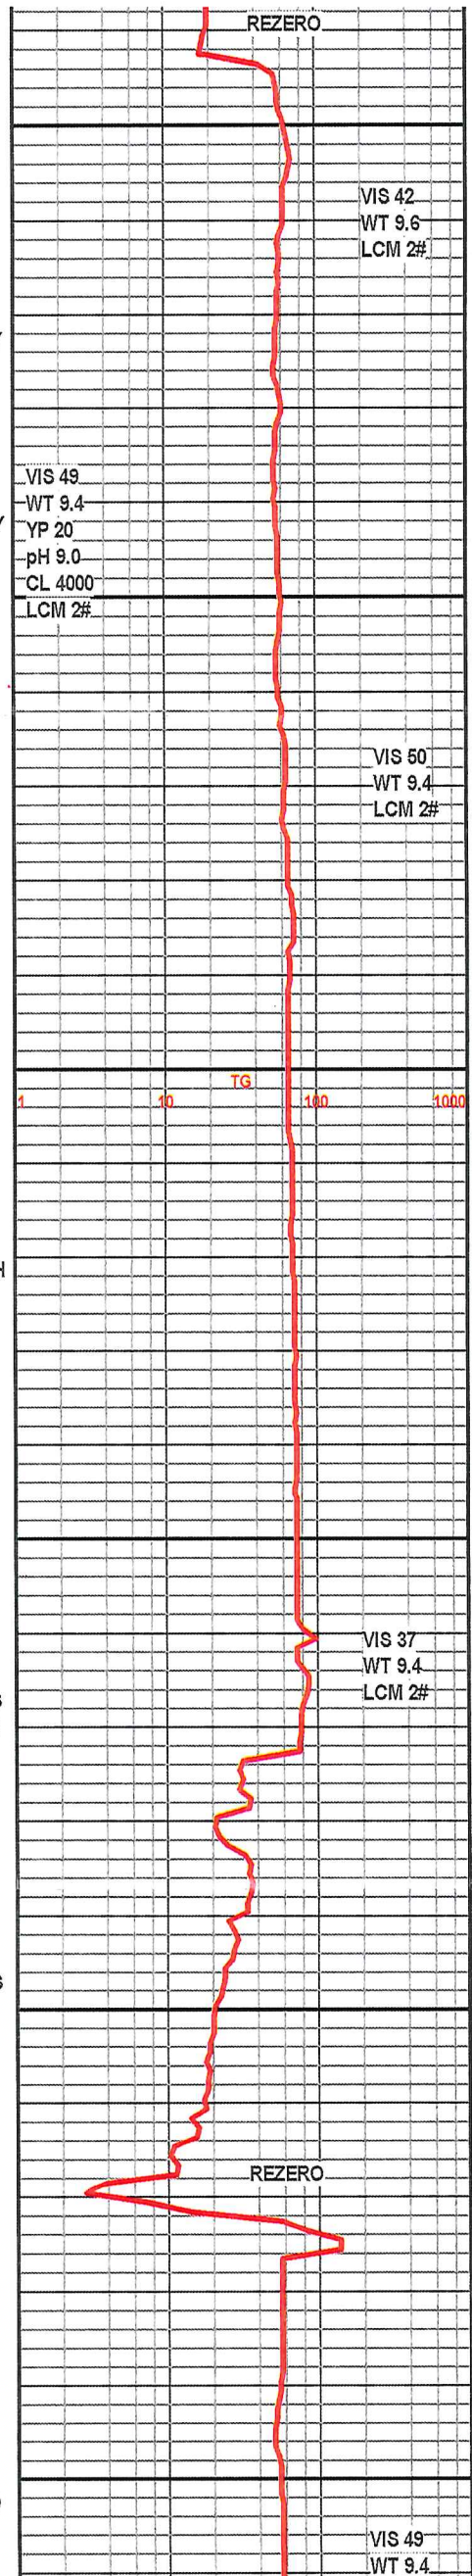 REZERO
VIS 42
WT 9.6
LCM 2#
VIS 49
WT 9.4
YP 20
pH 9.0
CL 4000
LCM 2#
VIS 50
WT 9.4
LCM 2#
TG
1 10 100 1000
H
VIS 37
WT 9.4
LCM 2#
s
s
REZERO
VIS 49
WT 9.4